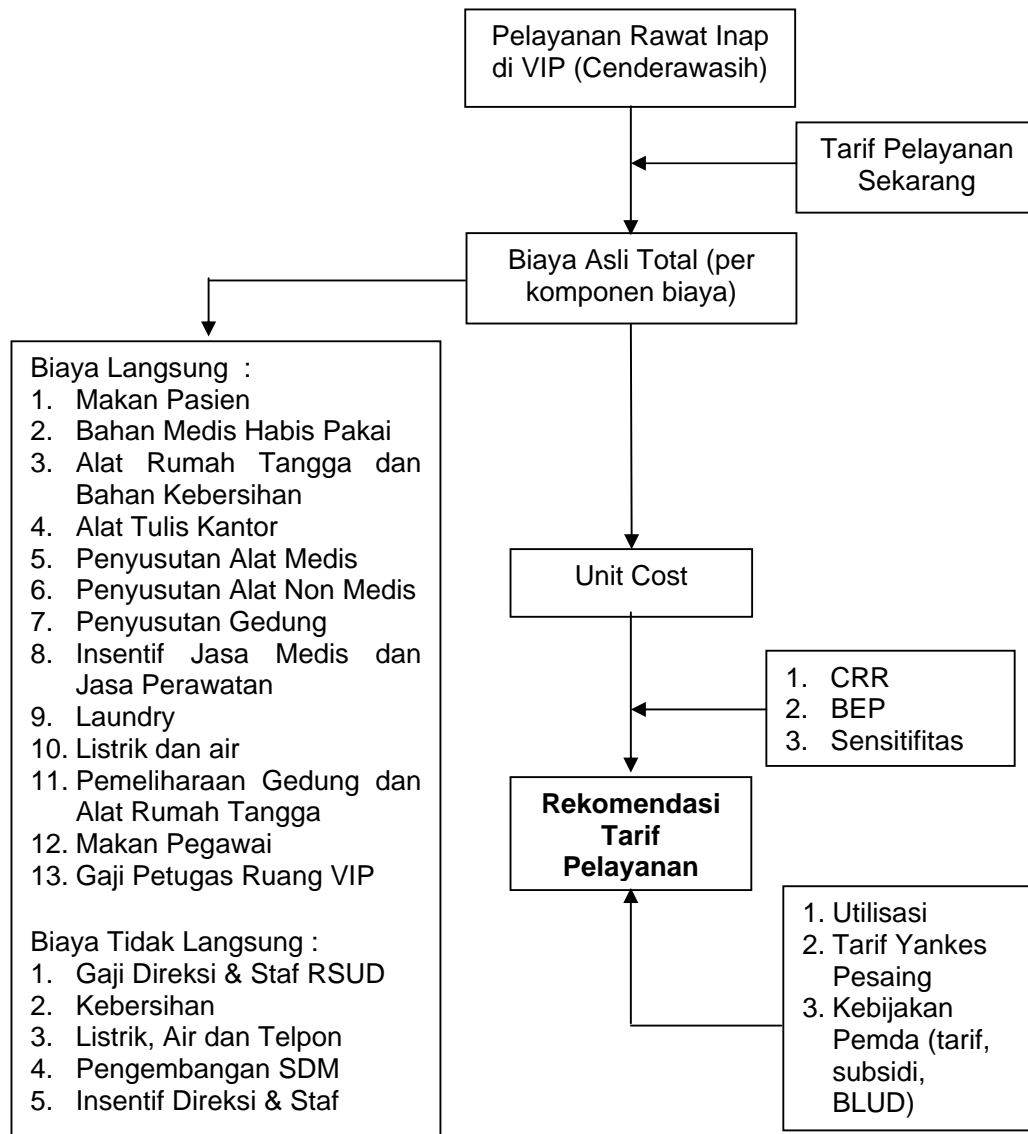 Pelayanan Rawat Inap
di VIP (Cenderawasih)
Tarif Pelayanan
Sekarang
Biaya Asli Total (per
komponen biaya)
Biaya Langsung :
1. Makan Pasien
2. Bahan Medis Habis Pakai
3. Alat Rumah Tangga dan
Bahan Kebersihan
4. Alat Tulis Kantor
5. Penyusutan Alat Medis
6. Penyusutan Alat Non Medis
7. Penyusutan Gedung
8. Insentif Jasa Medis dan
Jasa Perawatan
9. Laundry
10. Listrik dan air
11. Pemeliharaan Gedung dan
Alat Rumah Tangga
12. Makan Pegawai
13. Gaji Petugas Ruang VIP
Biaya Tidak Langsung :
1. Gaji Direksi & Staf RSUD
2. Kebersihan
3. Listrik, Air dan Telpon
4. Pengembangan SDM
5. Insentif Direksi & Staf
Unit Cost
1. CRR
2. BEP
3. Sensitifitas
Rekomendasi
Tarif
Pelayanan
1. Utilisasi
2. Tarif Yankes
Pesaing
3. Kebijakan
Pemda (tarif,
subsidi,
BLUD)